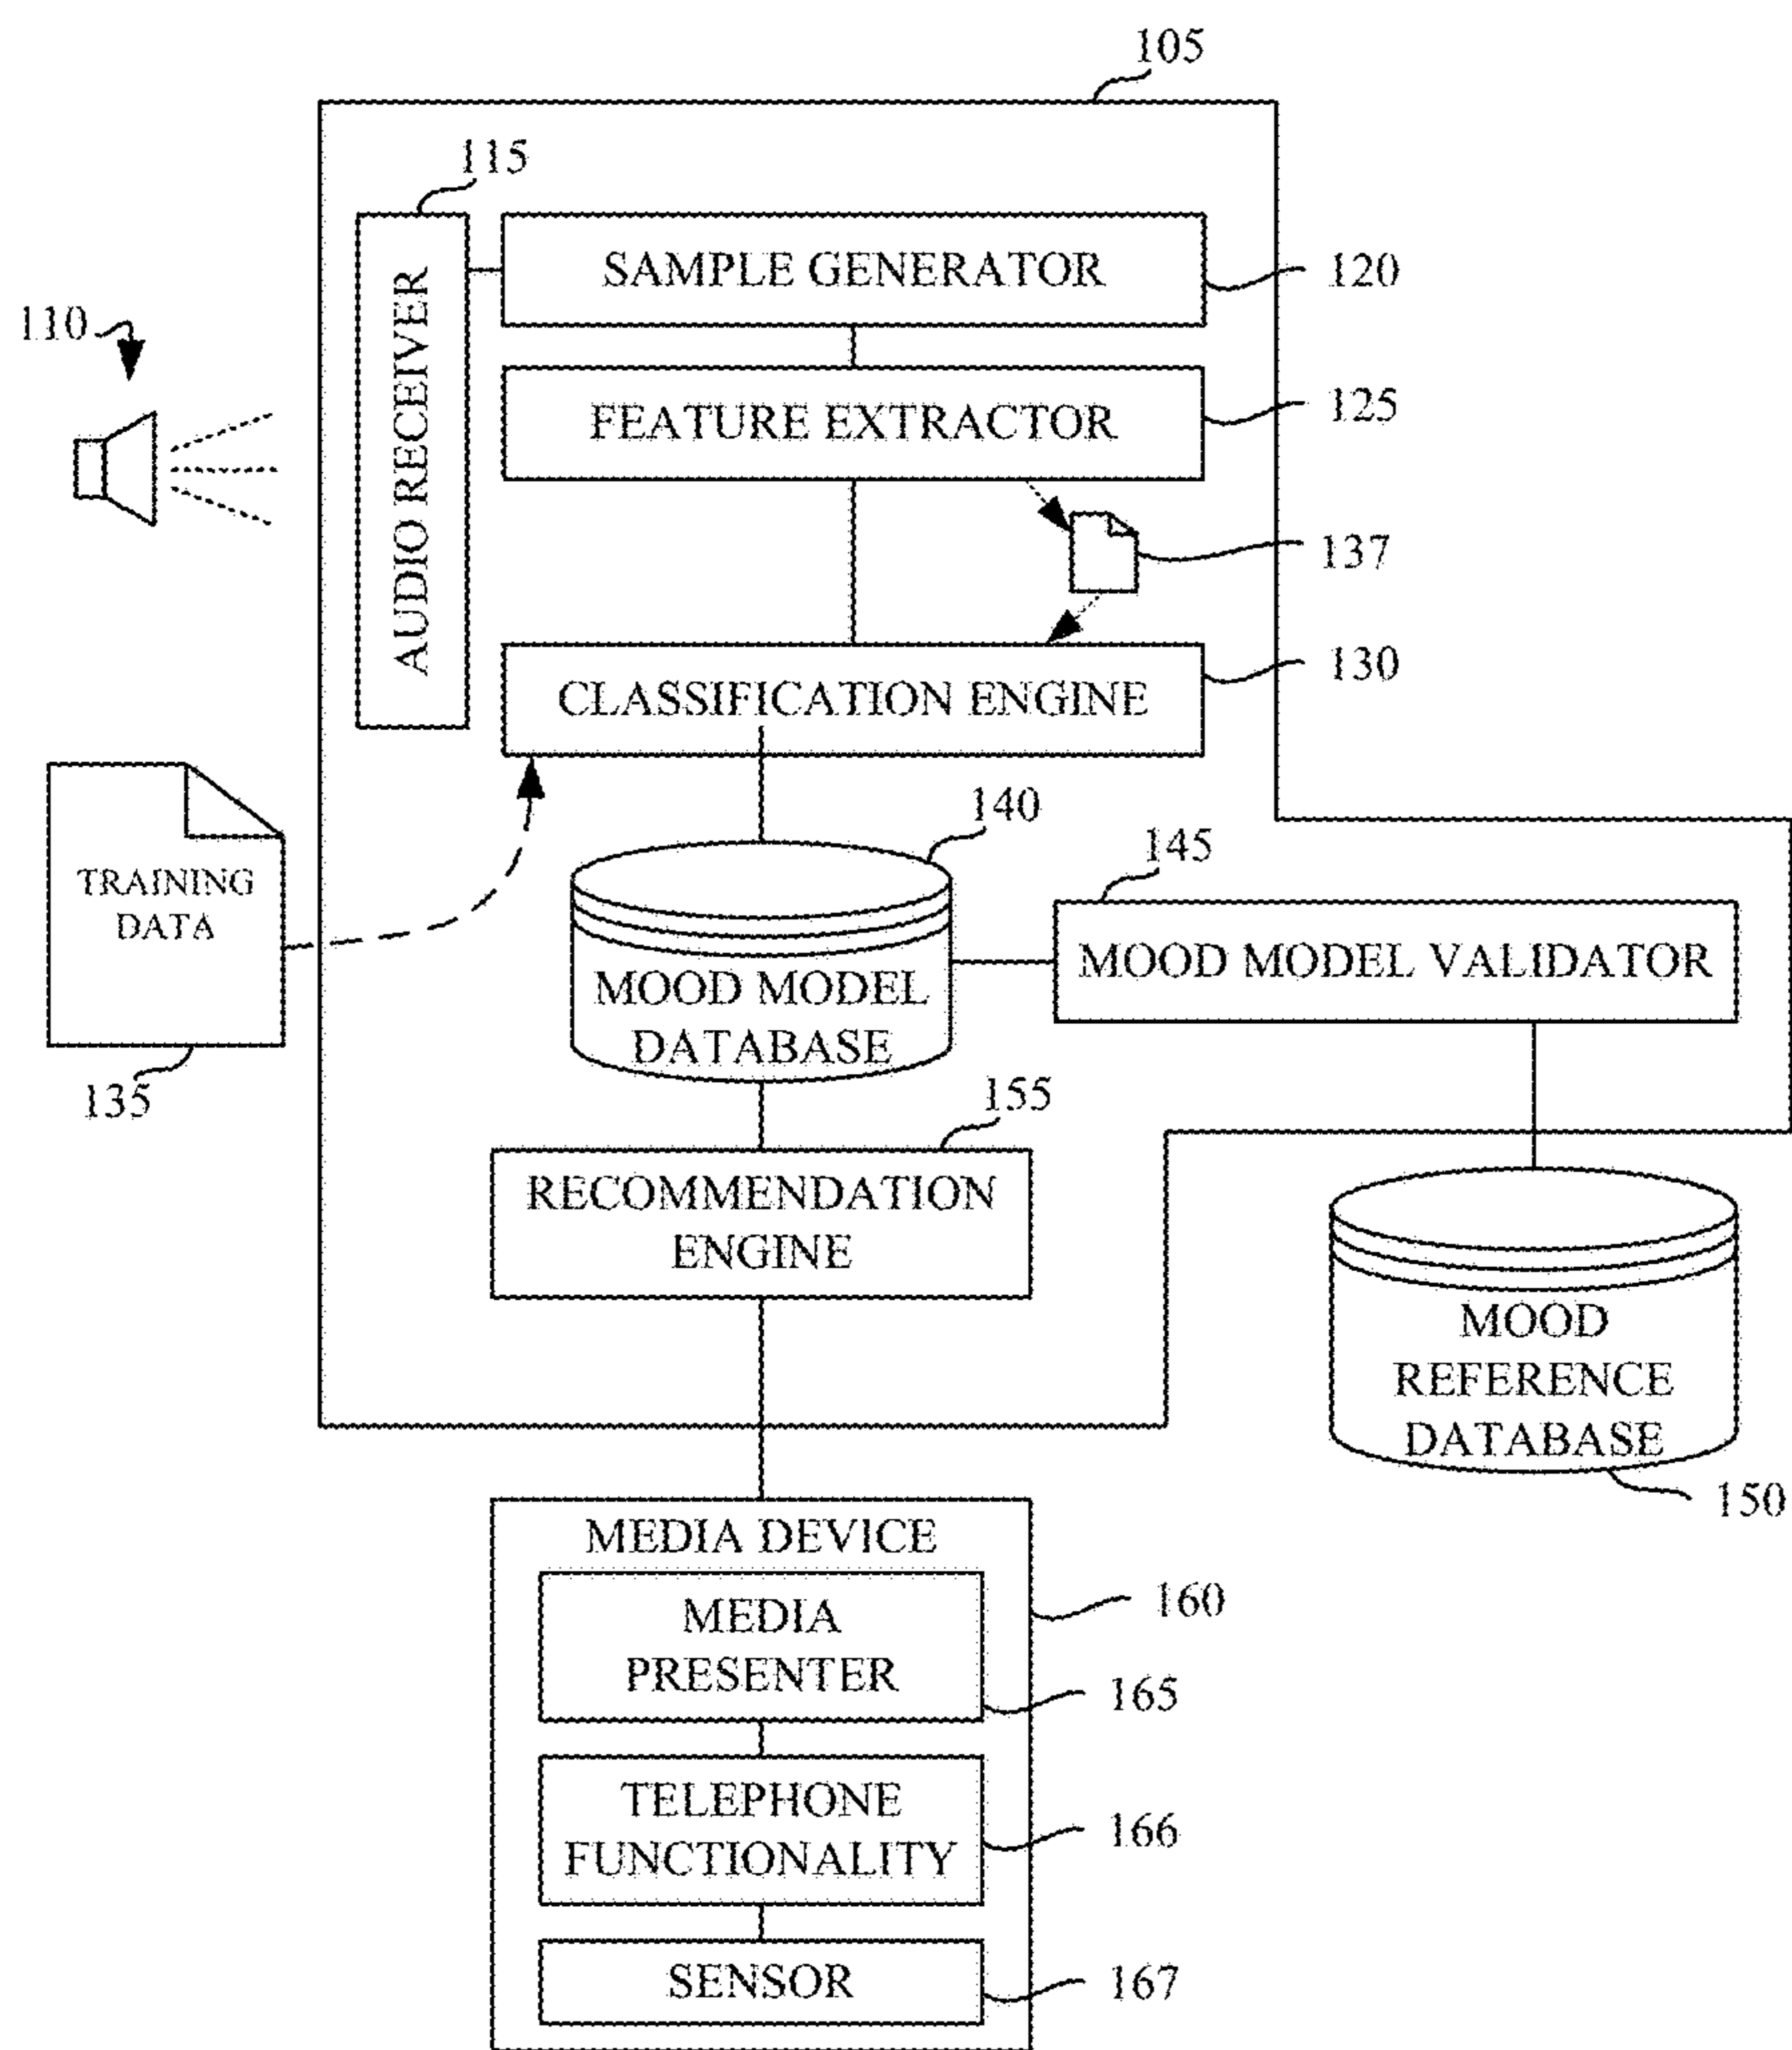 105
115
SAMPLE GENERATOR
120
110
AUDIO RECEIVER
FEATURE EXTRACTOR
125
137
CLASSIFICATION ENGINE
130
140
145
TRAINING
DATA
MOOD MODEL
DATABASE
MOOD MODEL VALIDATOR
135
155
RECOMMENDATION
ENGINE
MOOD
REFERENCE
DATABASE
150
MEDIA DEVICE
160
MEDIA
PRESENTER
165
TELEPHONE
FUNCTIONALITY
166
SENSOR
167